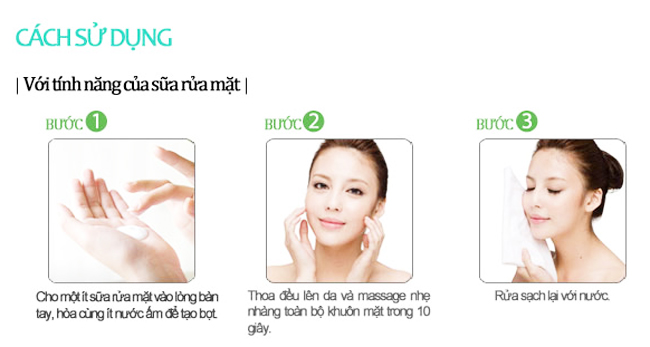 CÁCH SỬ DỤNG
| Với tính năng của sữa rửa mặt |
BƯỚC 1
BƯỚC 2
BƯỚC 3
Cho một ít sữa rửa mặt vào lòng bàn
tay, hòa cùng ít nước ấm để tạo bọt.
Thoa đều lên da và massage nhẹ
nhàng toàn bộ khuôn mặt trong 10
giây.
Rửa sạch lại với nước.